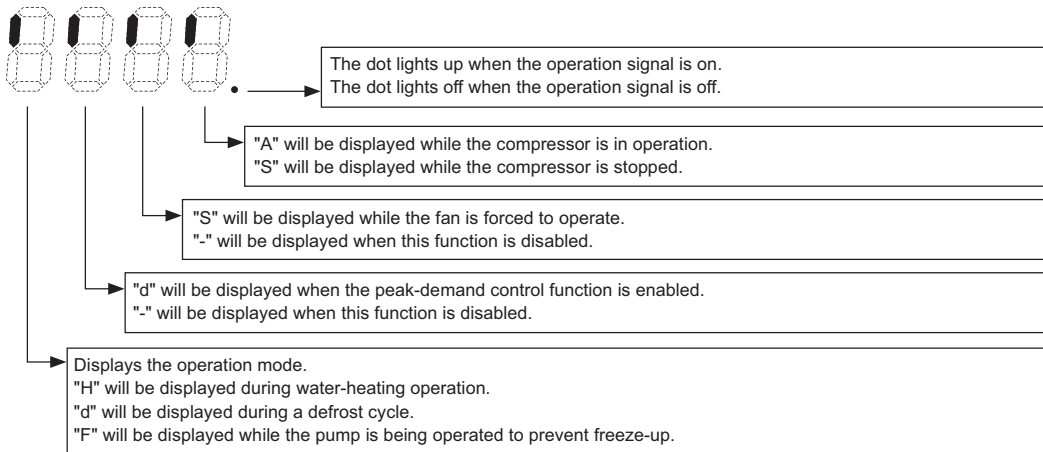 The dot lights up when the operation signal is on.
The dot lights off when the operation signal is off.
"A" will be displayed while the compressor is in operation.
"S" will be displayed while the compressor is stopped.
"S" will be displayed while the fan is forced to operate.
"-" will be displayed when this function is disabled.
"d" will be displayed when the peak-demand control function is enabled.
"-" will be displayed when this function is disabled.
Displays the operation mode.
"H" will be displayed during water-heating operation.
"d" will be displayed during a defrost cycle.
"F" will be displayed while the pump is being operated to prevent freeze-up.